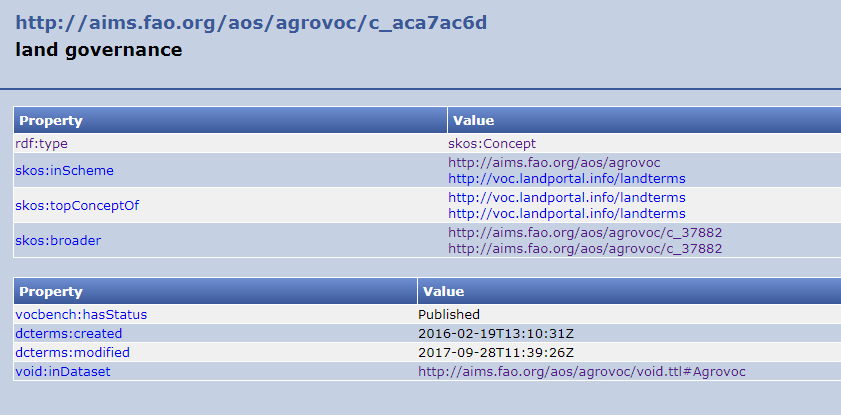 http://aims.fao.org/aos/agrovoc/c_aca7ac6d
land governance
Property Value
rdf:type skos:Concept
skos:inScheme http://aims.fao.org/aos/agrovoc
http://voc.landportal.info/landterms
skos:topConceptOf http://voc.landportal.info/landterms
http://voc.landportal.info/landterms
skos:broader http://aims.fao.org/aos/agrovoc/c_37882
http://aims.fao.org/aos/agrovoc/c_37882
Property Value
vocbench:hasStatus Published
dcterms:created 2016-02-19T13:10:31Z
dcterms:modified 2017-09-28T11:39:26Z
void:inDataset http://aims.fao.org/aos/agrovoc/void.ttl#Agrovoc